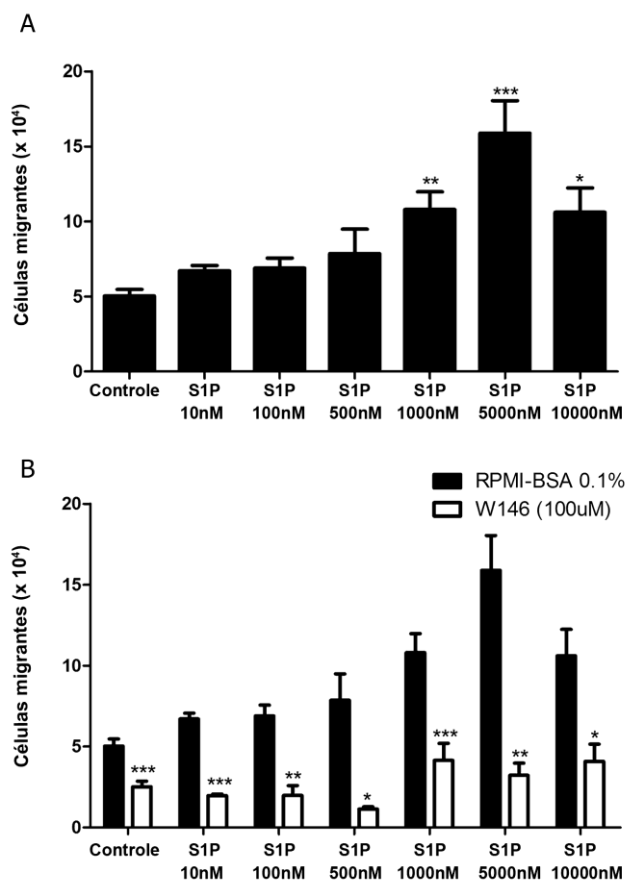 A
Células migrantes (x 10⁴)
20
15
10
5
0
***
**
*
Controle S1P S1P S1P S1P S1P S1P
10nM 100nM 500nM 1000nM 5000nM 10000nM
B
RPMI-BSA 0.1%
W146 (100uM)
Células migrantes (x 10⁴)
20
15
10
5
0
*** *** ** * *** ** *
Controle S1P S1P S1P S1P S1P S1P
10nM 100nM 500nM 1000nM 5000nM 10000nM